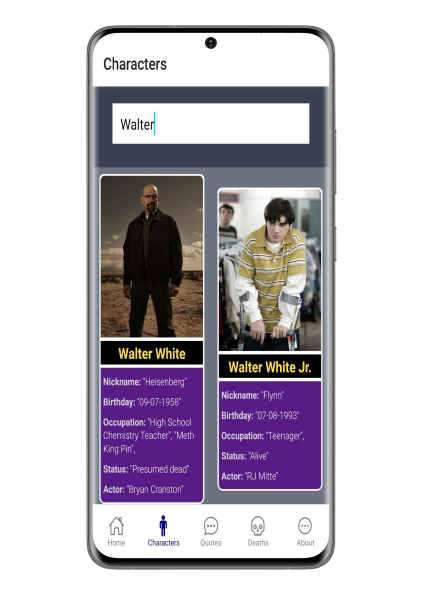 Characters
Walter
Walter White
Nickname: "Heisenberg"
Birthday: "09-07-1958"
Occupation: "High School
Chemistry Teacher", "Meth
King Pin",
Status: "Presumed dead"
Actor: "Bryan Cranston"
Walter White Jr.
Nickname: "Flynn"
Birthday: "07-08-1993"
Occupation: "Teenager",
Status: "Alive"
Actor: "RJ Mitte"
Home
Characters
Quotes
Deaths
About